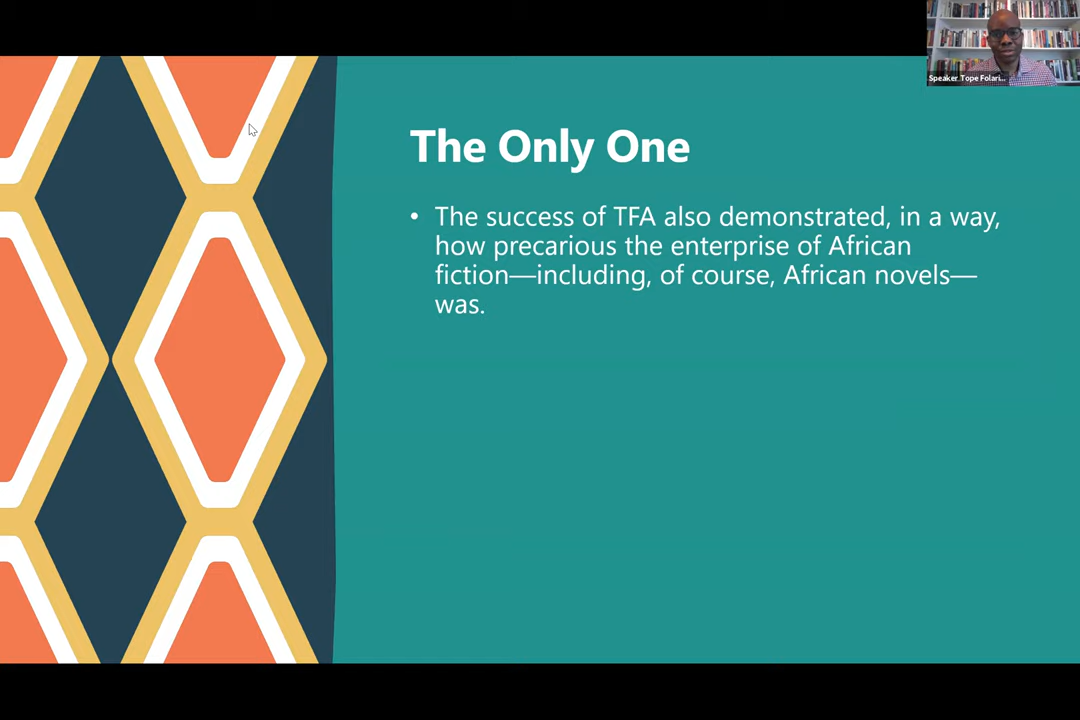 Speaker Tope Folari...
The Only One
• The success of TFA also demonstrated, in a way,
how precarious the enterprise of African
fiction—including, of course, African novels—
was.